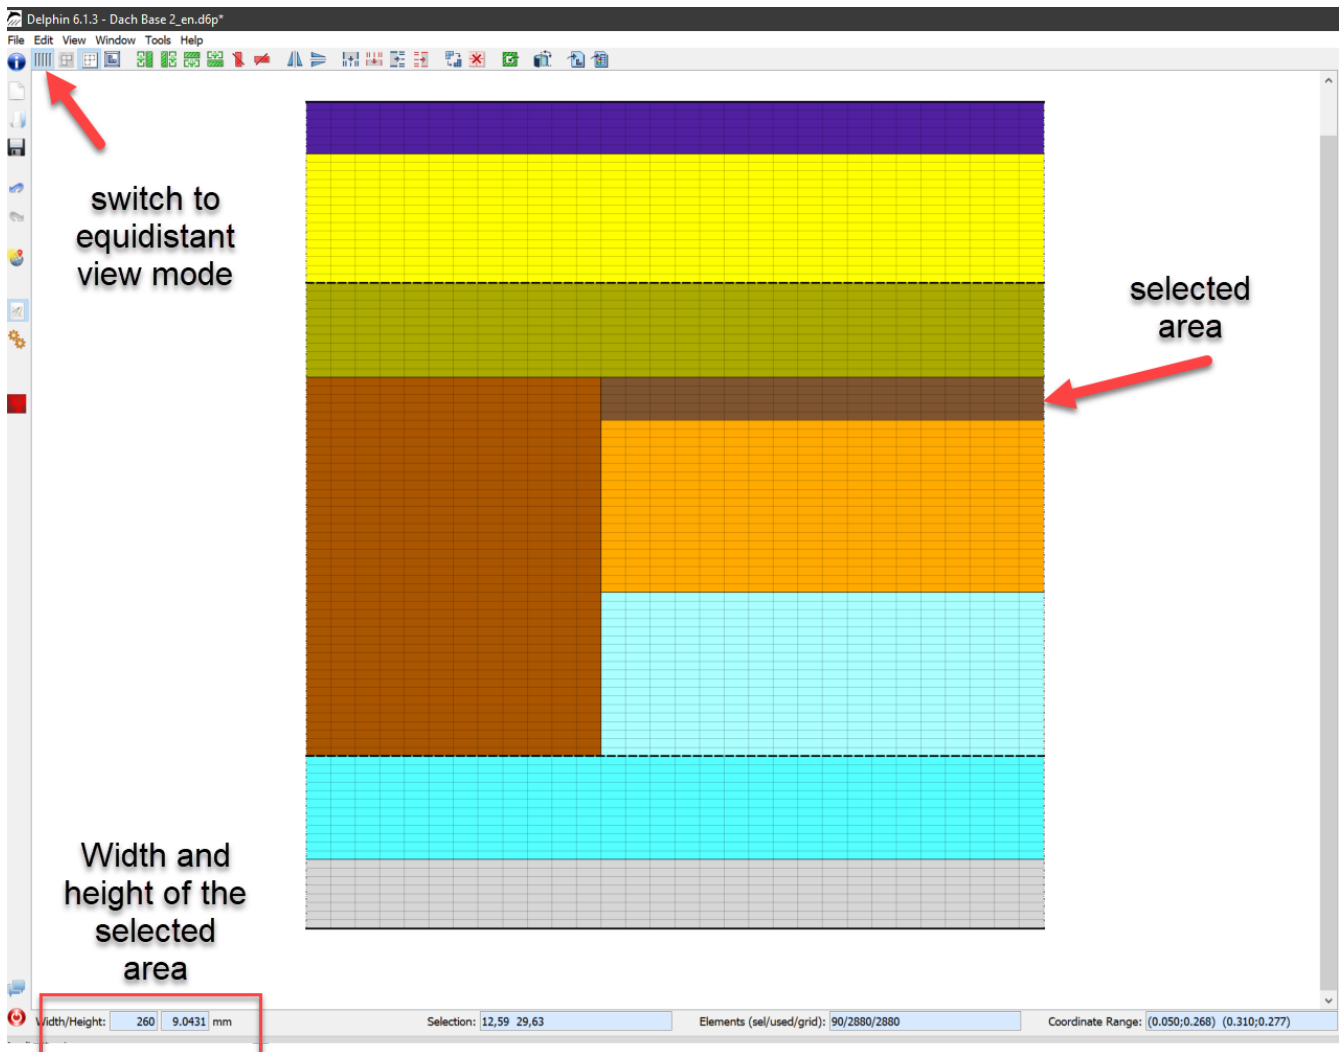 Delphin 6.1.3 - Dach Base 2_en.d6p*
File Edit View Window Tools Help
switch to
equidistant
view mode
selected
area
Width and
height of the
selected
area
Width/Height: 260 9.0431 mm
Selection: 12,59 29,63
Elements (sel/used/grid): 90/2880/2880
Coordinate Range: (0.050;0.268) (0.310;0.277)